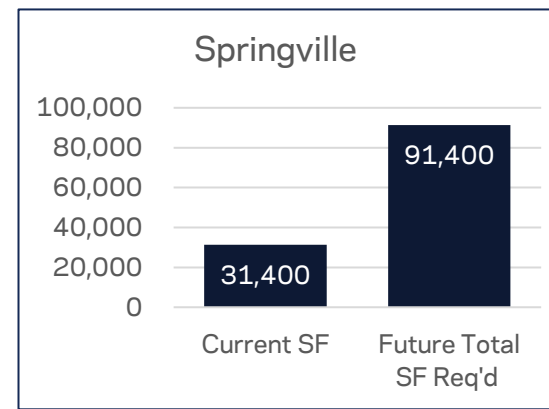 Springville
100,000
80,000
60,000
40,000
20,000
0
91,400
31,400
Current SF
Future Total
SF Req'd